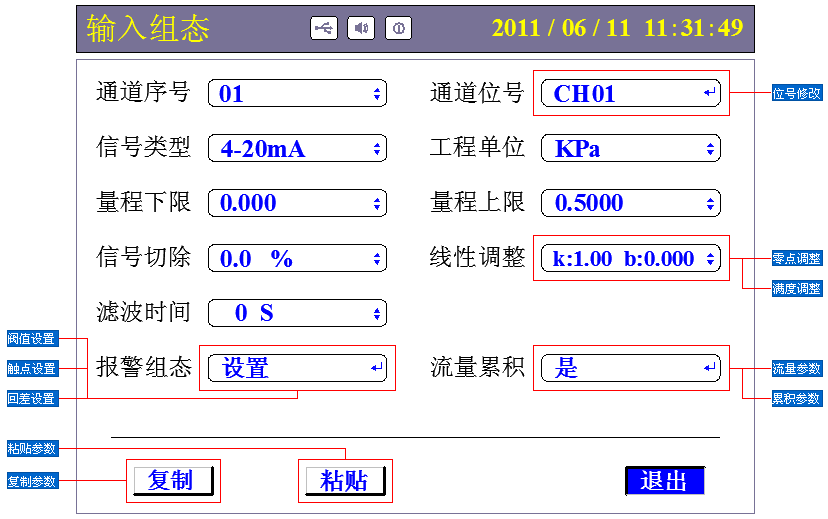 输入组态 2011 / 06 / 11 11:31:49
通道序号 01 通道位号 CH01 位号修改
信号类型 4-20mA 工程单位 KPa
量程下限 0.000 量程上限 0.5000
信号切除 0.0 % 线性调整 k:1.00 b:0.000 零点调整
满度调整
滤波时间 0 S
阀值设置
触点设置 报警组态 设置 流量累积 是 流量参数
回差设置 累积参数
粘贴参数
复制参数 复制 粘贴 退出